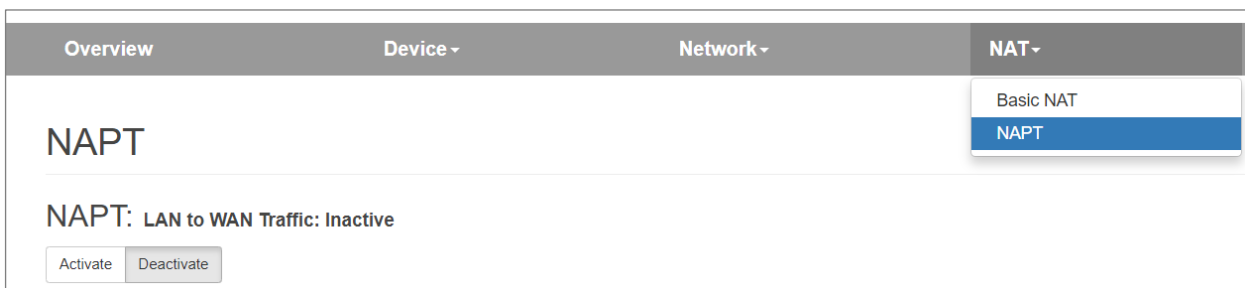 Overview Device Network NAT
Basic NAT
NAPT
NAPT
NAPT: LAN to WAN Traffic: Inactive
Activate Deactivate